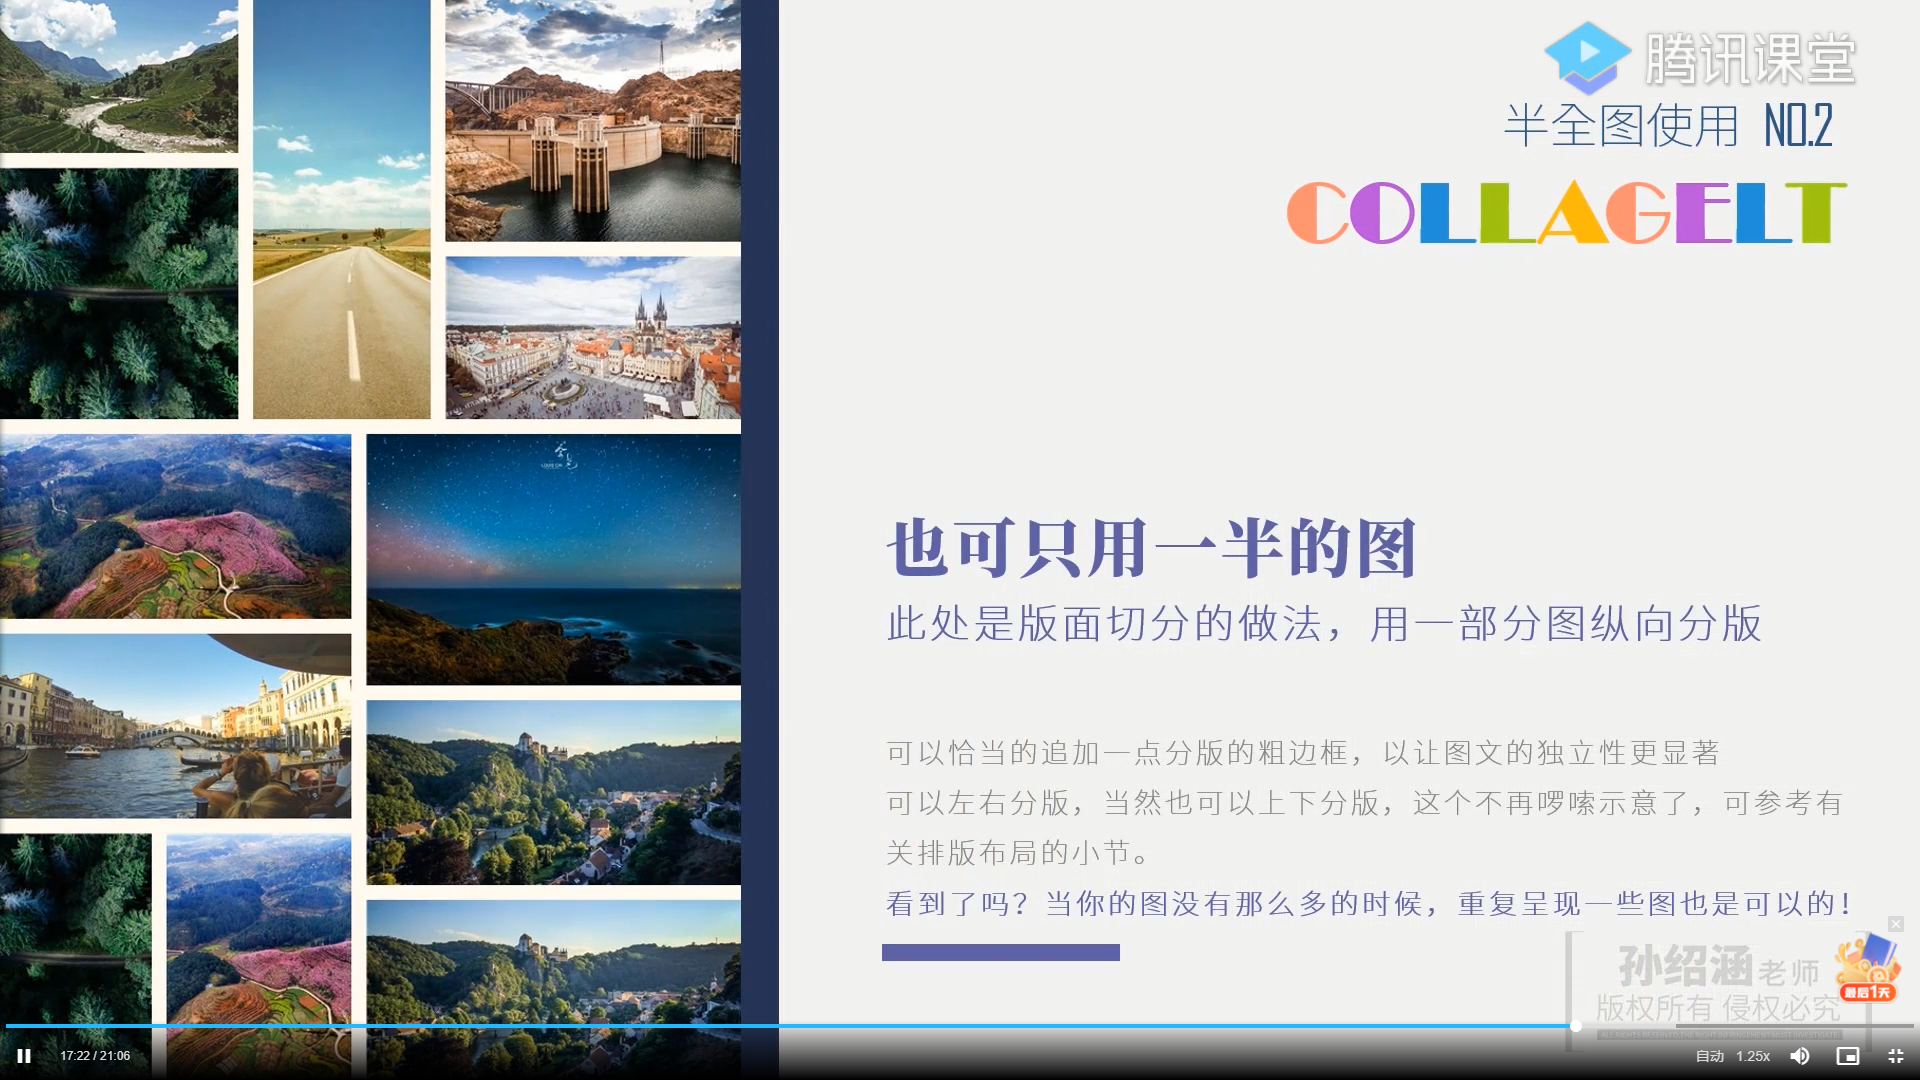 腾讯课堂
半全图使用 NO.2
COLLAGELT
也可只用一半的图
此处是版面切分的做法，用一部分图纵向分版
可以恰当的追加一点分版的粗边框，以让图文的独立性更显著
可以左右分版，当然也可以上下分版，这个不再啰嗦示意了，可参考有
关排版布局的小节。
看到了吗？当你的图没有那么多的时候，重复呈现一些图也是可以的！
孙绍涵老师
版权所有 侵权必究
最后1天
17:22 / 21:06
自动 1.25x